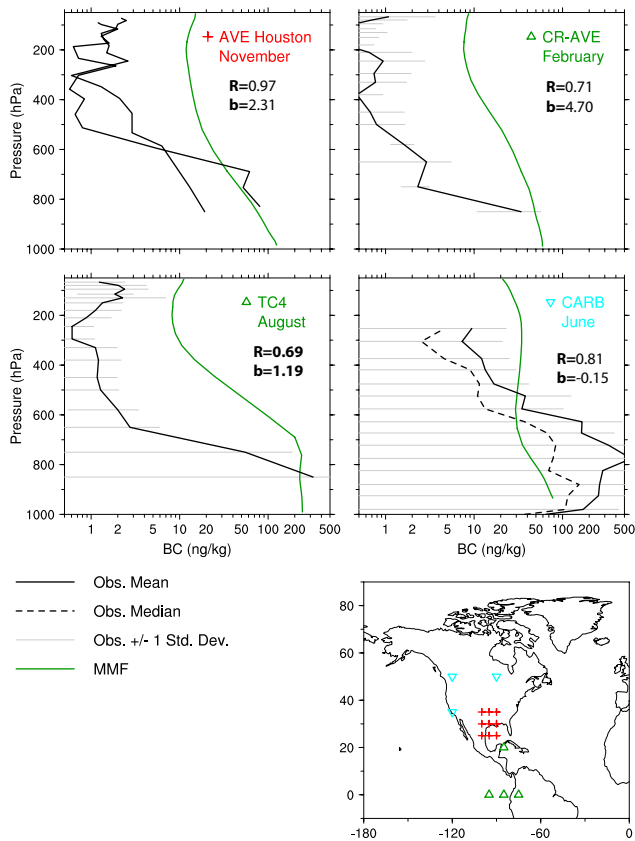 AVE Houston
November
R=0.97
b=2.31
CR-AVE
February
R=0.71
b=4.70
Pressure (hPa)
200
400
600
800
1000
TC4
August
R=0.69
b=1.19
CARB
June
R=0.81
b=-0.15
Pressure (hPa)
200
400
600
800
1000
1 2 5 10 20 50 100 200 500
BC (ng/kg)
1 2 5 10 20 50 100 200 500
BC (ng/kg)
Obs. Mean
Obs. Median
Obs. +/- 1 Std. Dev.
MMF
80
60
40
20
0
-180 -120 -60 0